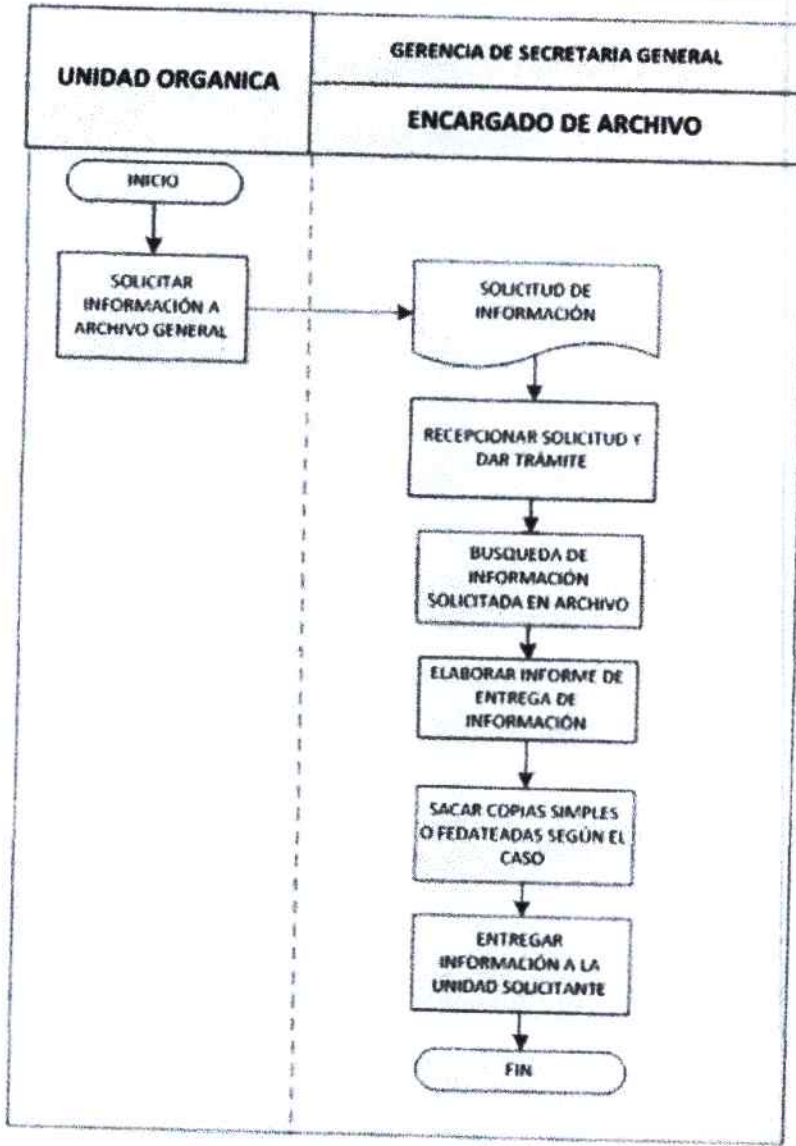 UNIDAD ORGANICA
GERENCIA DE SECRETARIA GENERAL
ENCARGADO DE ARCHIVO
INICIO
SOLICITAR
INFORMACIÓN A
ARCHIVO GENERAL
SOLICITUD DE
INFORMACIÓN
RECEPCIONAR SOLICITUD Y
DAR TRÁMITE
BUSQUEDA DE
INFORMACIÓN
SOLICITADA EN ARCHIVO
ELABORAR INFORME DE
ENTREGA DE
INFORMACIÓN
SACAR COPIAS SIMPLES
O FEDATEADAS SEGÚN EL
CASO
ENTREGAR
INFORMACIÓN A LA
UNIDAD SOLICITANTE
FIN